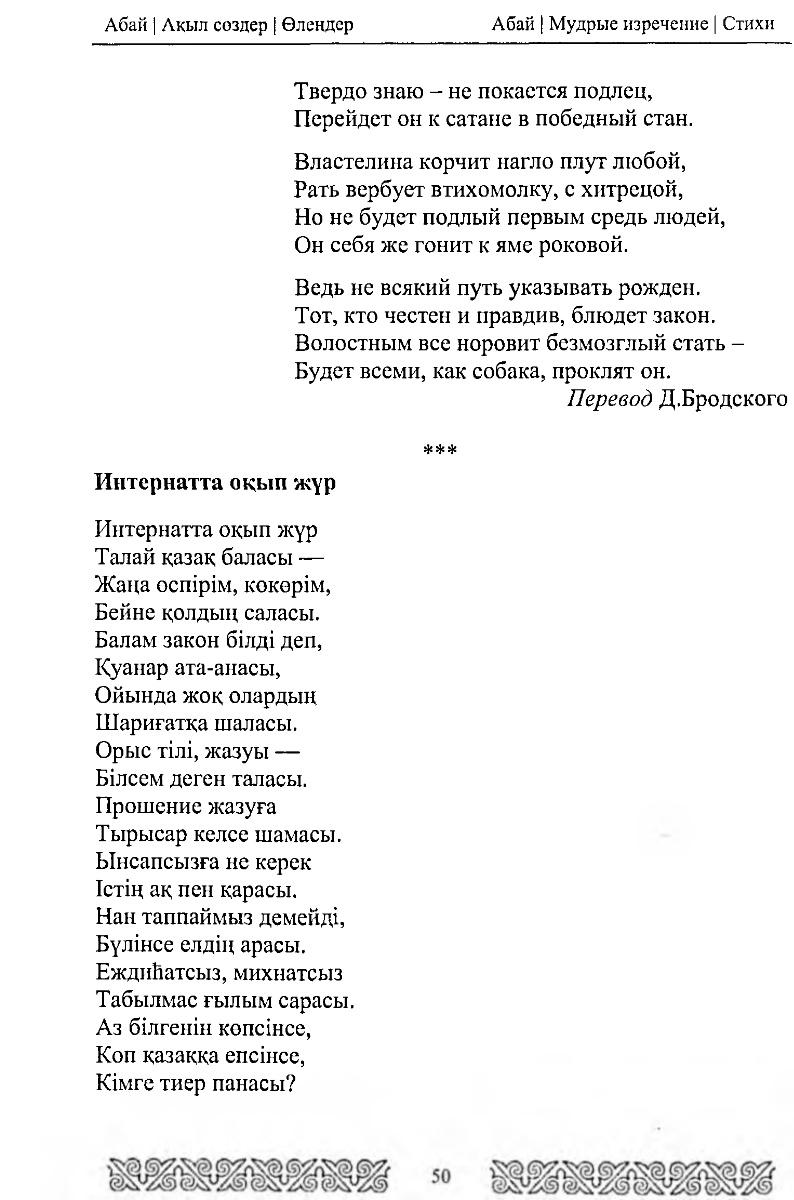 Абай | Ақыл сөздер | Өлеңдер Абай | Мудрые изречение | Стихи
Твердо знаю – не покается подлец,
Перейдет он к сатане в победный стан.
Властелина корчит нагло плут любой,
Рать вербует втихомолку, с хитрецой,
Но не будет подлый первым средь людей,
Он себя же гонит к яме роковой.
Ведь не всякий путь указывать рожден.
Тот, кто честен и правдив, блюдет закон.
Волостным все норовит безмозглый стать –
Будет всеми, как собака, проклят он.
Перевод Д.Бродского
***
Интернатта оқып жүр
Интернатта оқып жүр
Талай қазақ баласы —
Жаңа өспірім, көкөрім,
Бейне қолдың саласы.
Балам закон білді деп,
Қуанар ата-анасы,
Ойында жоқ олардың
Шариғатқа шаласы.
Орыс тілі, жазуы —
Білсем деген таласы.
Прошение жазуға
Тырысар келсе шамасы.
Ынсапсызға не керек
Істің ақ пен қарасы.
Нан таппаймыз демейді,
Бүлінсе елдің арасы.
Еждиһатсыз, михнатсыз
Табылмас ғылым сарасы.
Аз білгенін көпсінсе,
Көп қазаққа епсінсе,
Кімге тиер панасы?
50